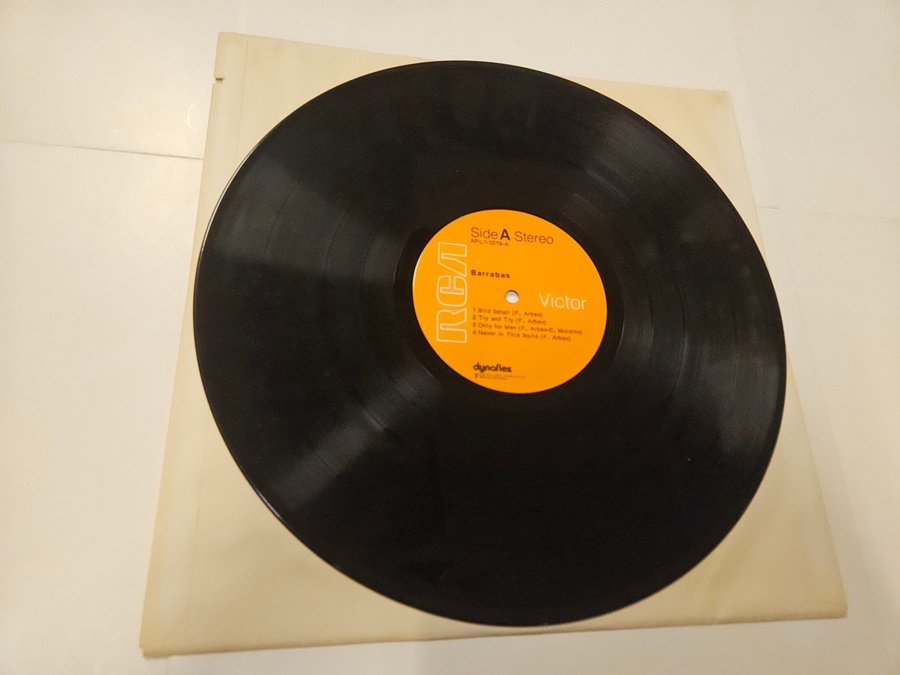 Side A Stereo
APL1-0219-A
RCA
Barrabas
Victor
1 Wild Safari (F. Arbex)
2 Try and Try (F. Arbex)
3 Only for Men (F. Arbex-E. Morales)
4 Never in This World (F. Arbex)
dynaflex